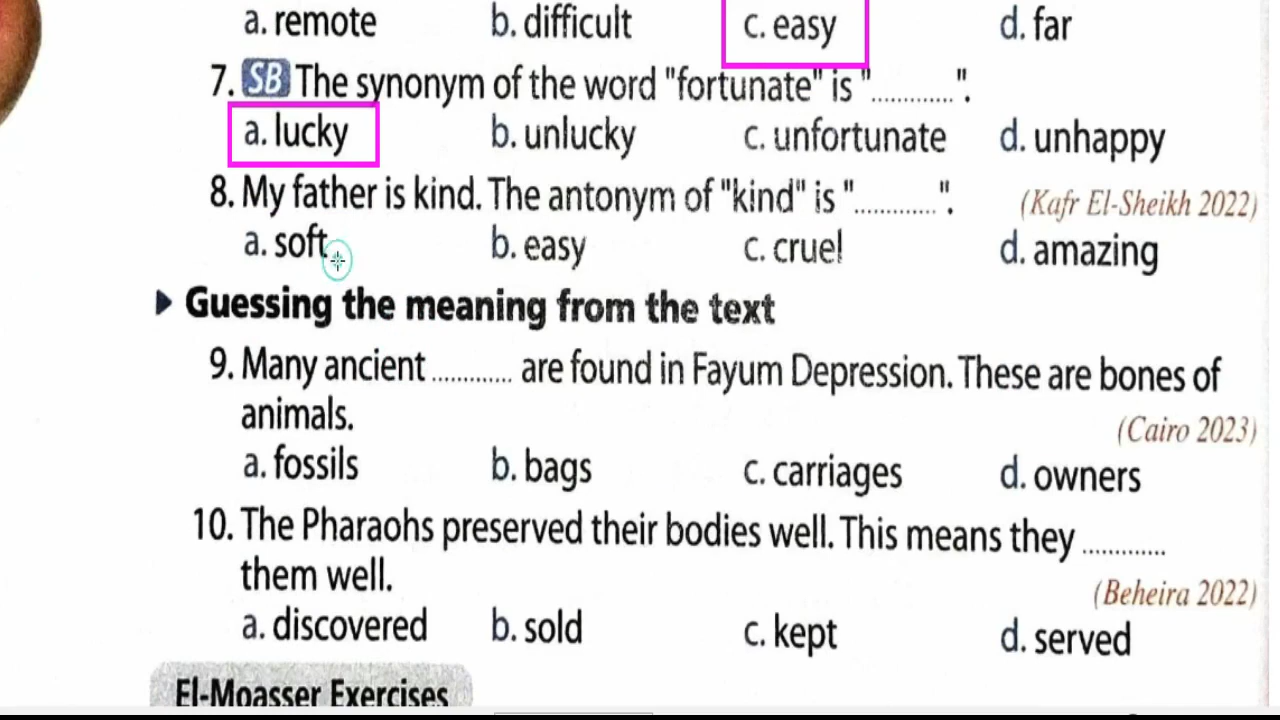 a. remote b. difficult c. easy d. far
7. SB The synonym of the word "fortunate" is ".............".
a. lucky b. unlucky c. unfortunate d. unhappy
8. My father is kind. The antonym of "kind" is ".............". (Kafr El-Sheikh 2022)
a. soft b. easy c. cruel d. amazing
Guessing the meaning from the text
9. Many ancient ............. are found in Fayum Depression. These are bones of
animals. (Cairo 2023)
a. fossils b. bags c. carriages d. owners
10. The Pharaohs preserved their bodies well. This means they .............
them well. (Beheira 2022)
a. discovered b. sold c. kept d. served
El-Moasser Exercises